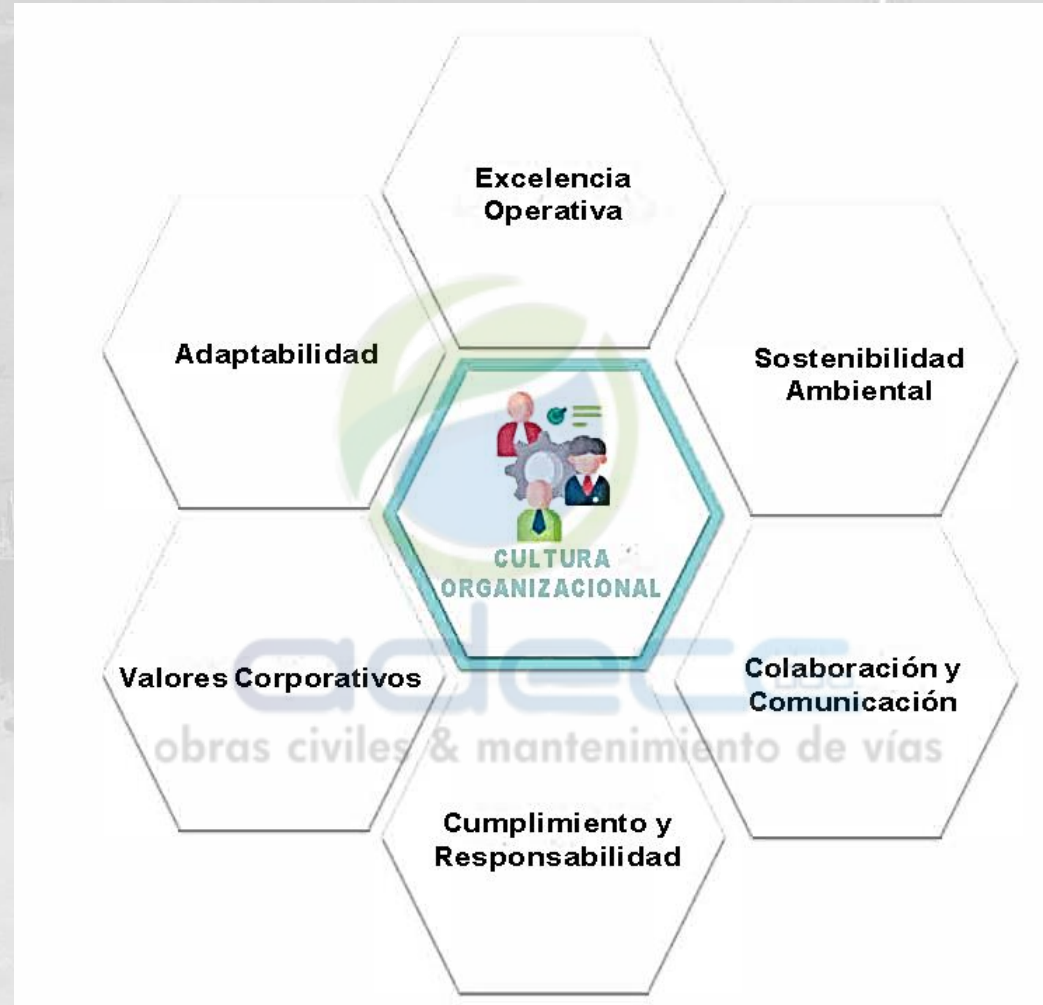 Excelencia
Operativa
Adaptabilidad
Sostenibilidad
Ambiental
CULTURA
ORGANIZACIONAL
Valores Corporativos
Colaboración y
Comunicación
obras civiles & mantenimiento de vías
Cumplimiento y
Responsabilidad